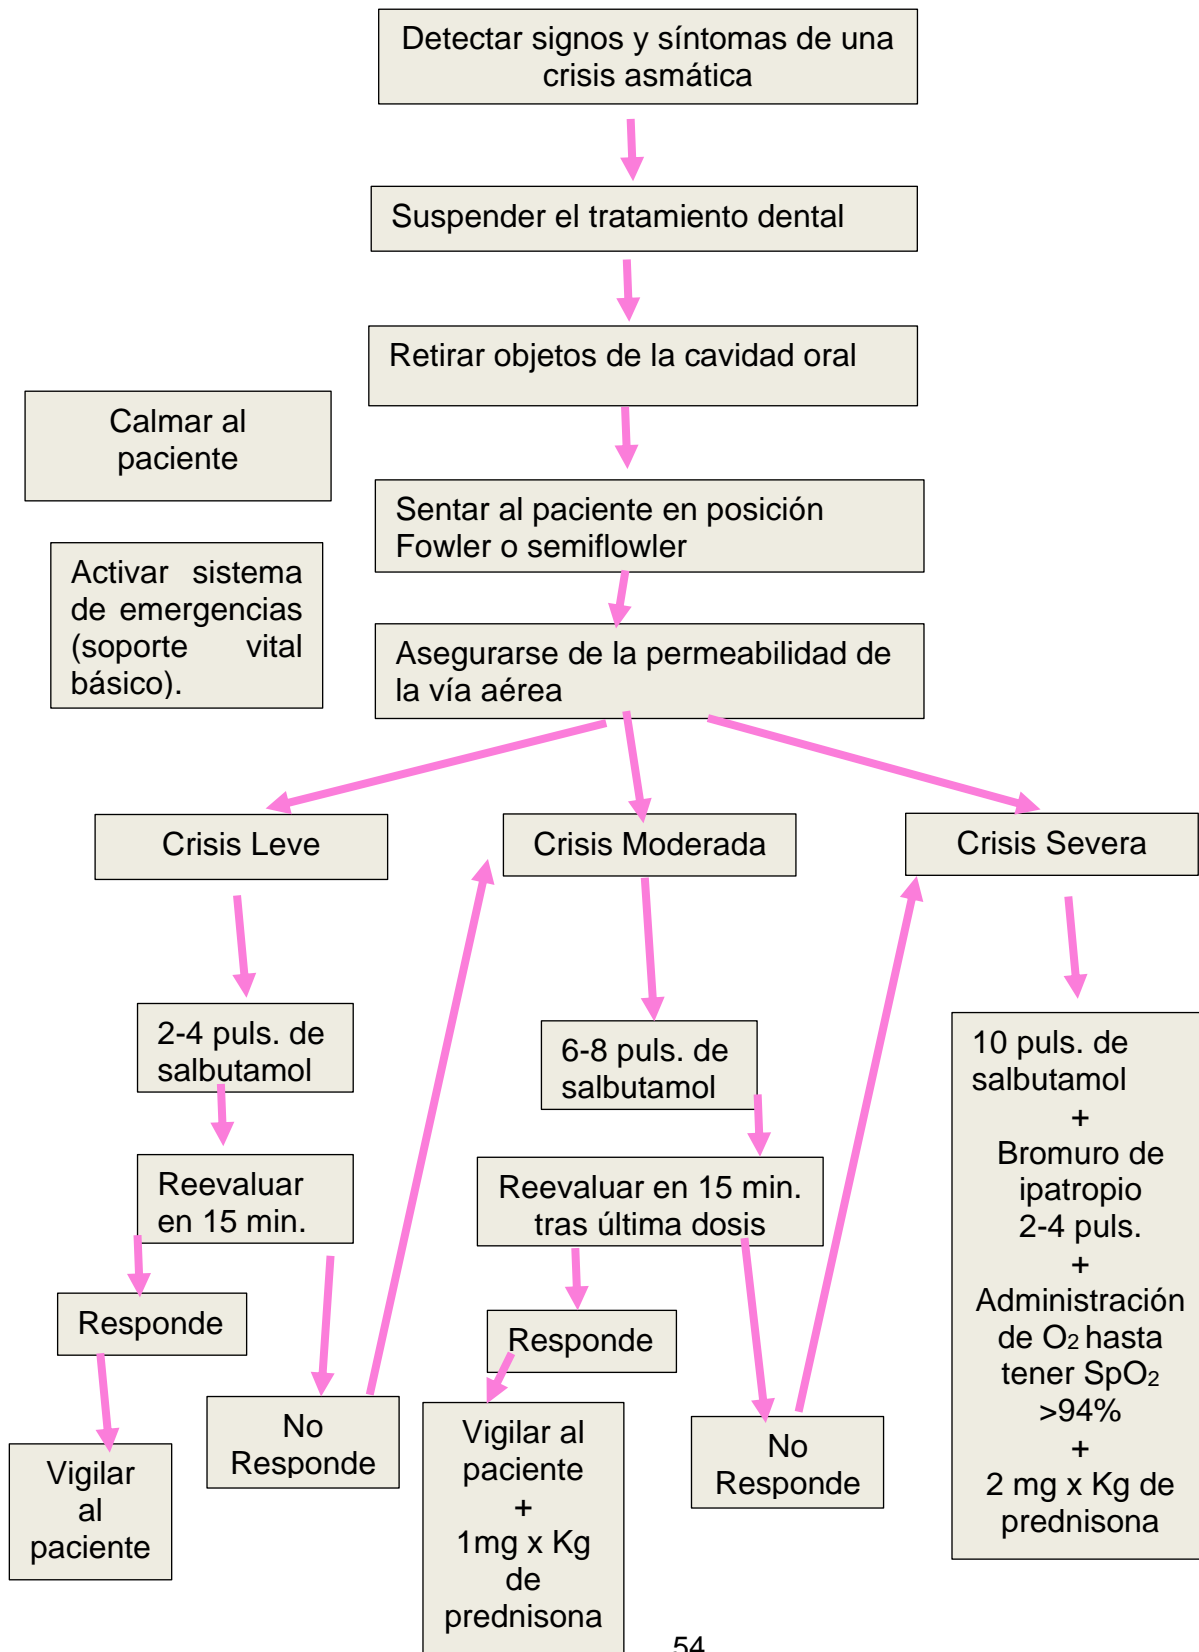 Detectar signos y síntomas de una
crisis asmática
Suspender el tratamiento dental
Retirar objetos de la cavidad oral
Calmar al
paciente
Sentar al paciente en posición
Fowler o semiflowler
Activar sistema
de emergencias
(soporte vital
básico).
Asegurarse de la permeabilidad de
la vía aérea
Crisis Leve
Crisis Moderada
Crisis Severa
2-4 puls. de
salbutamol
6-8 puls. de
salbutamol
10 puls. de
salbutamol
+
Bromuro de
ipatropio
2-4 puls.
+
Administración
de O2 hasta
tener SpO2
>94%
+
2 mg x Kg de
prednisona
Reevaluar
en 15 min.
Reevaluar en 15 min.
tras última dosis
Responde
Responde
No
Responde
No
Responde
Vigilar
al
paciente
Vigilar al
paciente
+
1mg x Kg
de
prednisona
54